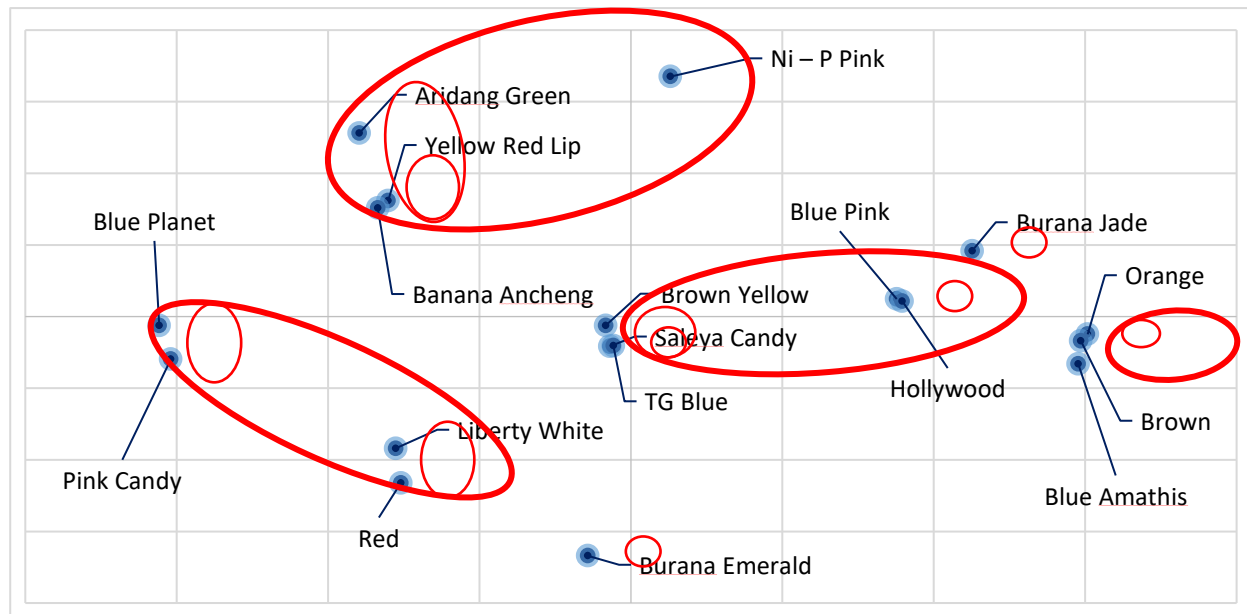 Ni – P Pink
Aridang Green
Yellow Red Lip
Blue Planet
Blue Pink
Burana Jade
Orange
Banana Ancheng
Brown Yellow
Saleya Candy
Hollywood
TG Blue
Brown
Liberty White
Pink Candy
Blue Amathis
Red
Burana Emerald